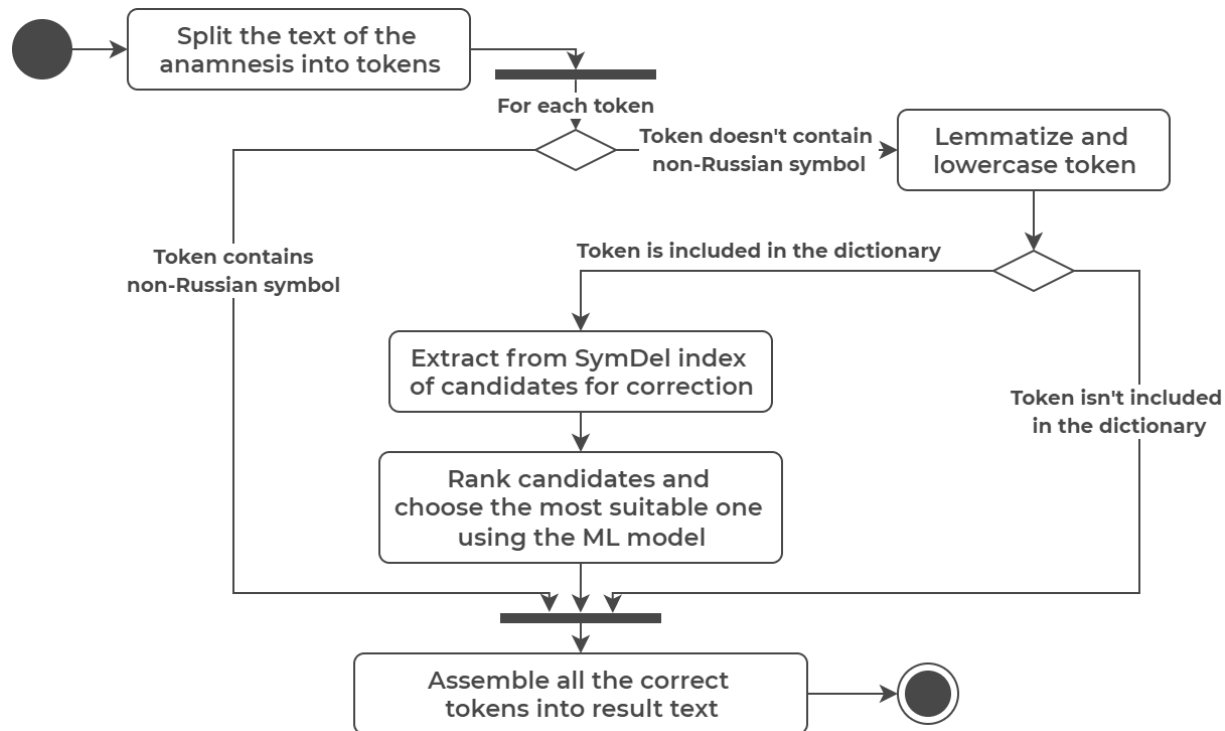 Split the text of the
anamnesis into tokens
For each token
Token doesn't contain
non-Russian symbol
Lemmatize and
lowercase token
Token contains
non-Russian symbol
Token is included in the dictionary
Extract from SymDel index
of candidates for correction
Token isn't included
in the dictionary
Rank candidates and
choose the most suitable one
using the ML model
Assemble all the correct
tokens into result text